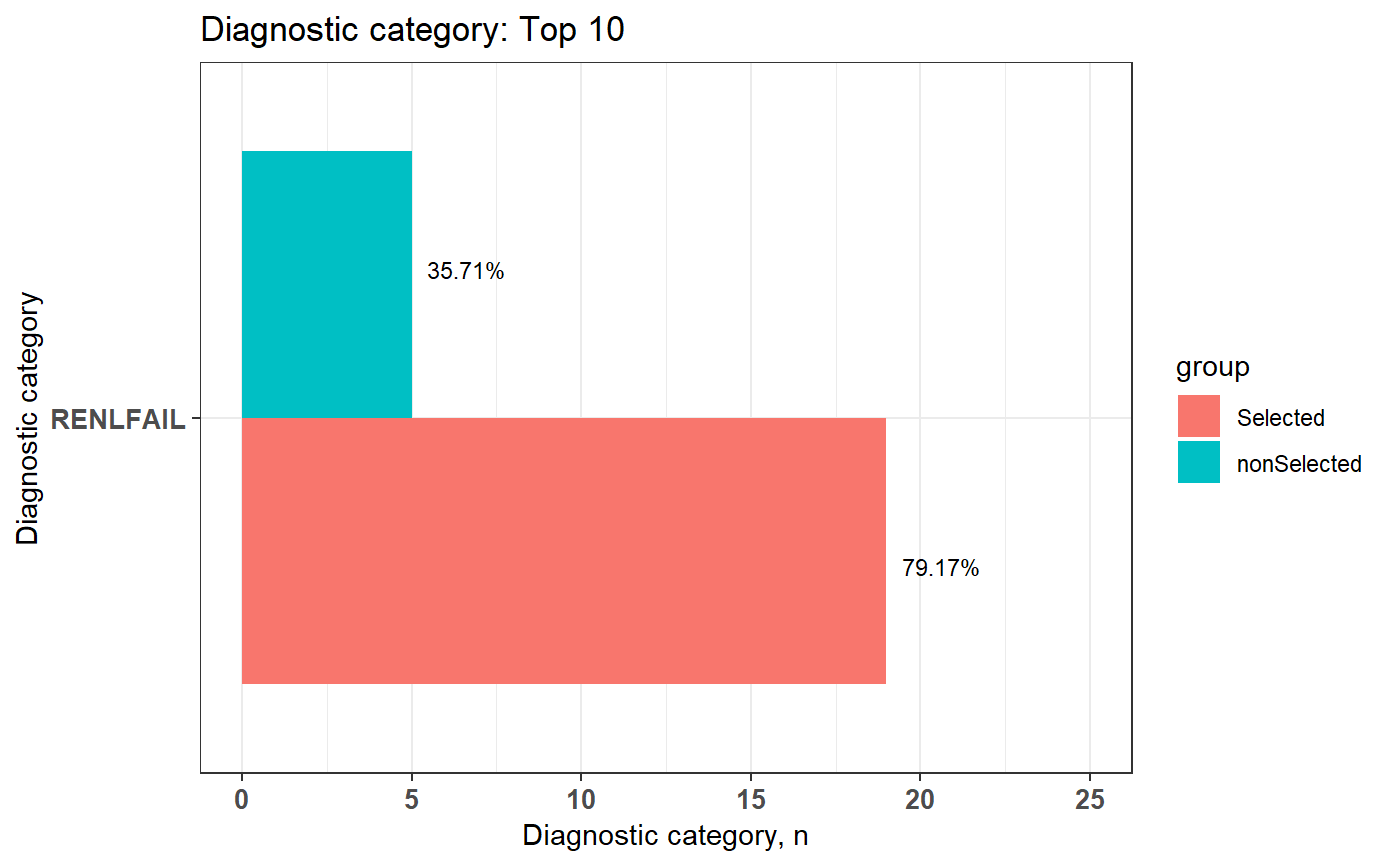 Diagnostic category: Top 10
Diagnostic category
RENLFAIL
35.71%
79.17%
0 5 10 15 20 25
Diagnostic category, n
group
Selected
nonSelected